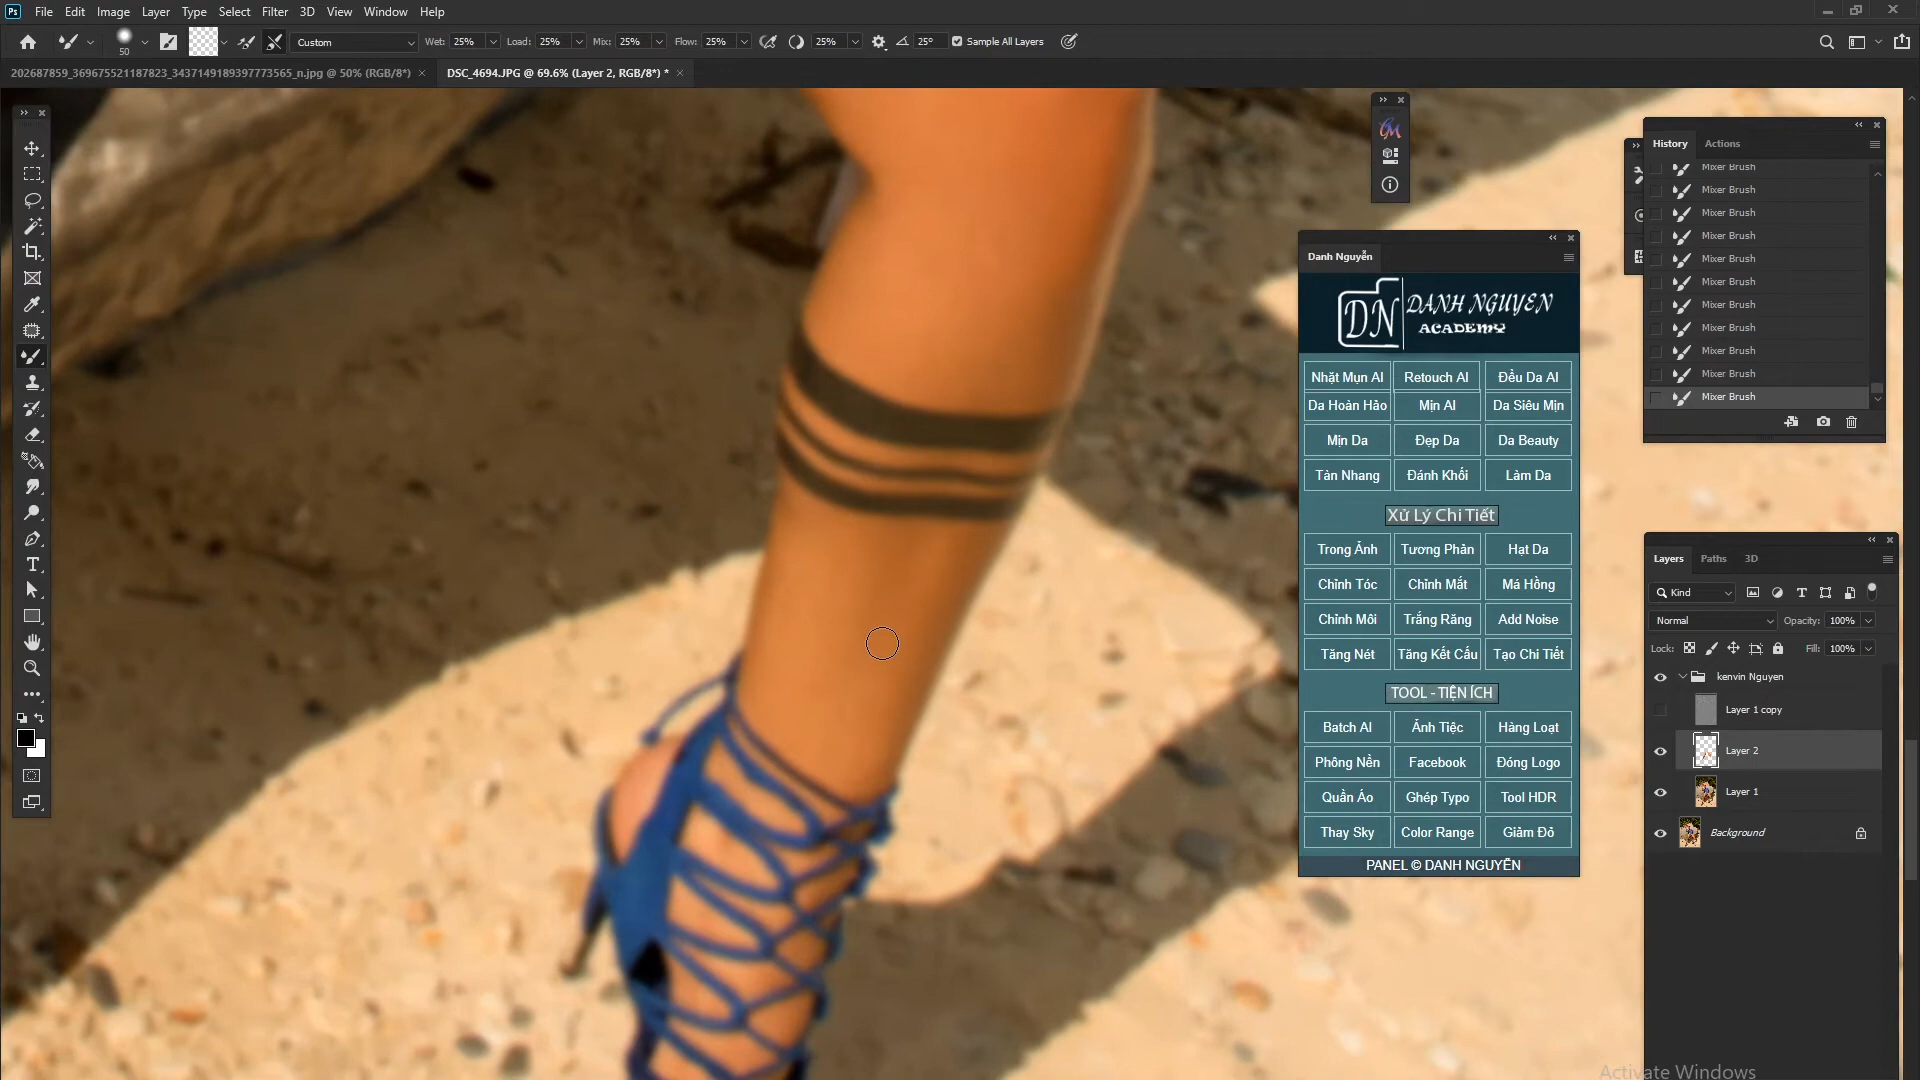 Ps File Edit Image Layer Type Select Filter 3D View Window Help
50 Custom Wet: 25% Load: 25% Mix: 25% Flow: 25% 25% 25° Sample All Layers
202687859_369675521187823_3437149189397773565_n.jpg @ 50% (RGB/8*) × DSC_4694.JPG @ 69.6% (Layer 2, RGB/8*) * ×
History Actions
Mixer Brush
Mixer Brush
Mixer Brush
Mixer Brush
Mixer Brush
Mixer Brush
Mixer Brush
Mixer Brush
Mixer Brush
Mixer Brush
Mixer Brush
Danh Nguyễn
DN DANH NGUYEN
ACADEMY
Nhặt Mụn AI Retouch AI Đều Da AI
Da Hoàn Hảo Mịn AI Da Siêu Mịn
Mịn Da Đẹp Da Da Beauty
Tàn Nhang Đánh Khối Làm Da
Xử Lý Chi Tiết
Trong Ảnh Tương Phản Hạt Da
Chỉnh Tóc Chỉnh Mắt Má Hồng
Chỉnh Môi Trắng Răng Add Noise
Tăng Nét Tăng Kết Cấu Tạo Chi Tiết
TOOL - TIỆN ÍCH
Batch AI Ảnh Tiệc Hàng Loạt
Phông Nền Facebook Đóng Logo
Quần Áo Ghép Typo Tool HDR
Thay Sky Color Range Giảm Đỏ
PANEL © DANH NGUYỄN
Layers Paths 3D
Kind
Normal Opacity: 100%
Lock: Fill: 100%
kenvin Nguyen
Layer 1 copy
Layer 2
Layer 1
Background
Activate Windows